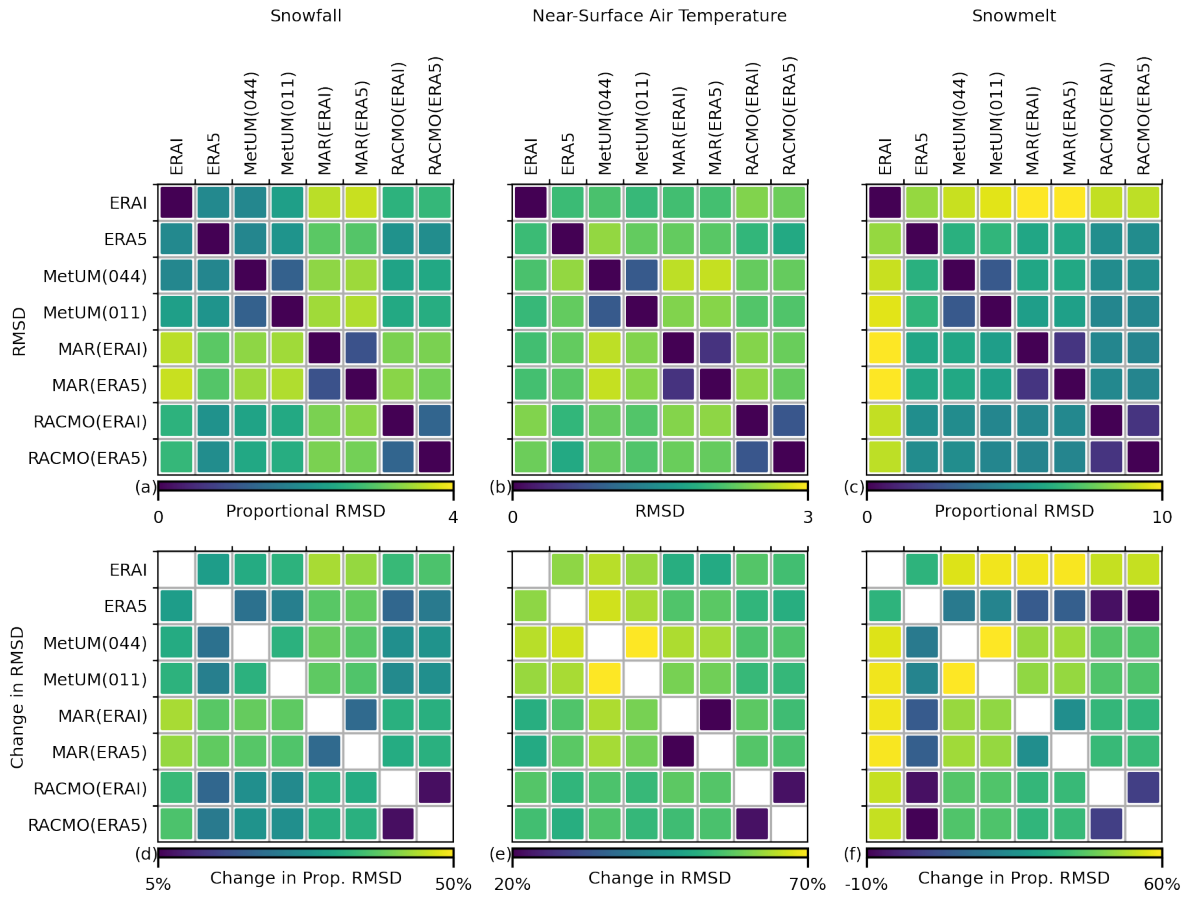 Snowfall
Near-Surface Air Temperature
Snowmelt
ERAI
ERA5
MetUM(044)
MetUM(011)
MAR(ERAI)
MAR(ERA5)
RACMO(ERAI)
RACMO(ERA5)
ERAI
ERA5
MetUM(044)
MetUM(011)
MAR(ERAI)
MAR(ERA5)
RACMO(ERAI)
RACMO(ERA5)
ERAI
ERA5
MetUM(044)
MetUM(011)
MAR(ERAI)
MAR(ERA5)
RACMO(ERAI)
RACMO(ERA5)
RMSD
ERAI
ERA5
MetUM(044)
MetUM(011)
MAR(ERAI)
MAR(ERA5)
RACMO(ERAI)
RACMO(ERA5)
(a)
0
Proportional RMSD
4
(b)
0
RMSD
3
(c)
0
Proportional RMSD
10
Change in RMSD
ERAI
ERA5
MetUM(044)
MetUM(011)
MAR(ERAI)
MAR(ERA5)
RACMO(ERAI)
RACMO(ERA5)
(d)
5%
Change in Prop. RMSD
50%
(e)
20%
Change in RMSD
70%
(f)
-10%
Change in Prop. RMSD
60%